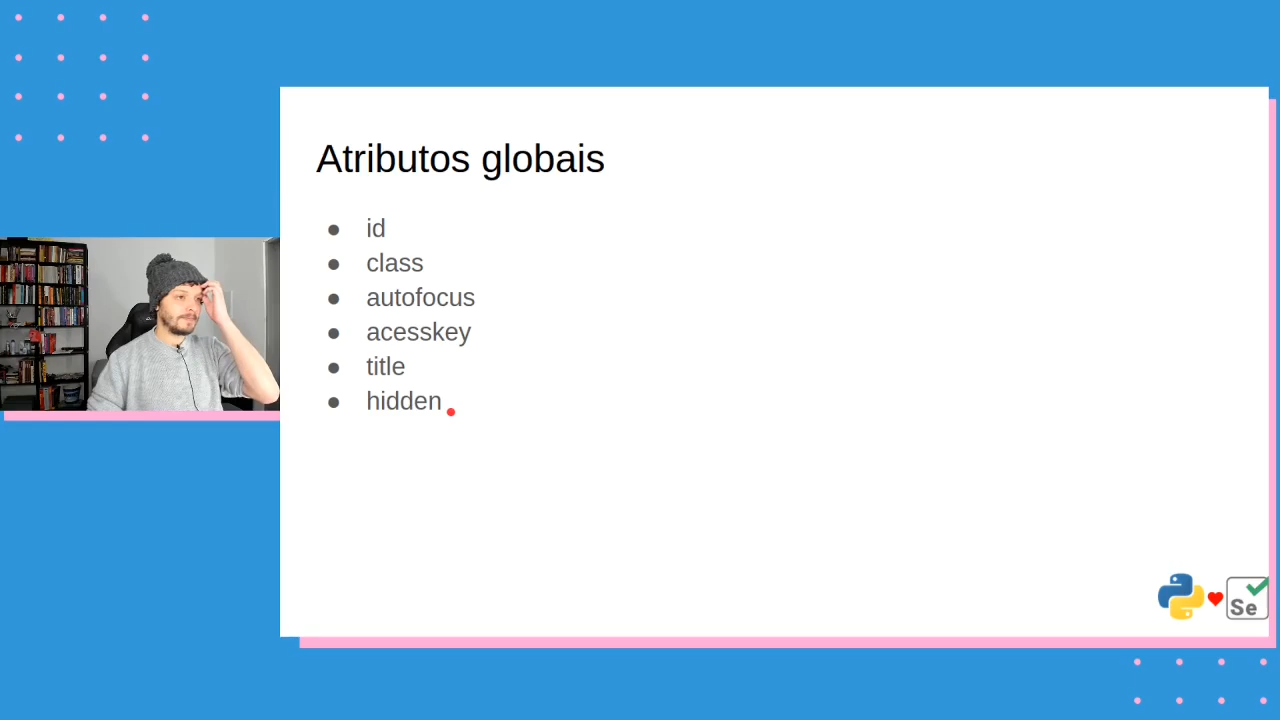 Atributos globais
● id
● class
● autofocus
● acesskey
● title
● hidden
Se